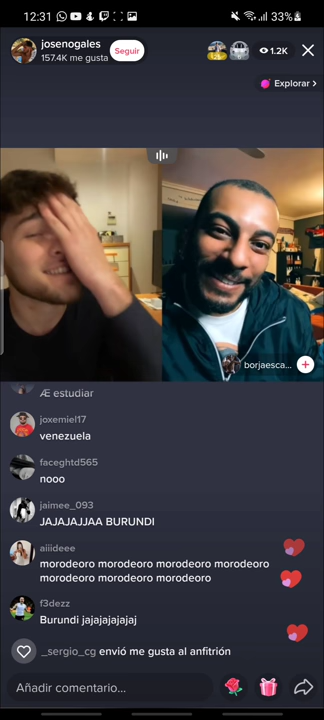 12:31
33%
josenogales
157.4K me gusta
Seguir
1.2K
Explorar
borjaesca...
Æ estudiar
joxemiel17
venezuela
faceghtd565
nooo
jaimee_093
JAJAJAJJAA BURUNDI
aiiideee
morodeoro morodeoro morodeoro morodeoro
morodeoro morodeoro morodeoro
f3dezz
Burundi jajajajajajaj
_sergio_cg envió me gusta al anfitrión
Añadir comentario...